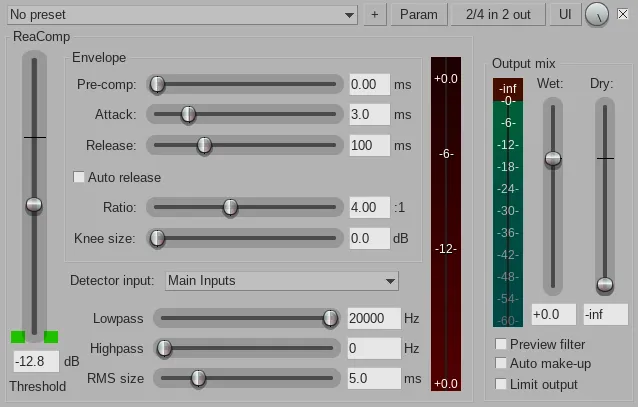 No preset + Param 2/4 in 2 out UI
ReaComp
Envelope
Pre-comp: 0.00 ms
Attack: 3.0 ms
Release: 100 ms
Auto release
Ratio: 4.00 :1
Knee size: 0.0 dB
Detector input: Main Inputs
Lowpass 20000 Hz
Highpass 0 Hz
RMS size 5.0 ms
-12.8 dB
Threshold
+0.0
-6-
-12-
+0.0
Output mix
Wet: Dry:
-inf
-0-
-6-
-12-
-18-
-24-
-30-
-36-
-42-
-48-
-54-
-60-
+0.0 -inf
Preview filter
Auto make-up
Limit output